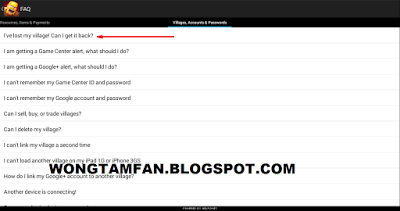 FAQ
Resources, Gems & Payments
Villages, Accounts & Passwords
I've lost my village! Can I get it back?
I am getting a Game Center alert, what should I do?
I am getting a Google+ alert, what should I do?
I can't remember my Game Center ID and password
I can't remember my Google account and password
Can I sell, buy, or trade villages?
Can I delete my village?
I can't link my village a second time
I can't load another village on my iPad 1G or iPhone 3GS
WONGTAMFAN.BLOGSPOT.COM
How do I link my Google+ account to another village?
Another device is connecting!
POWERED BY HELPSHIFT